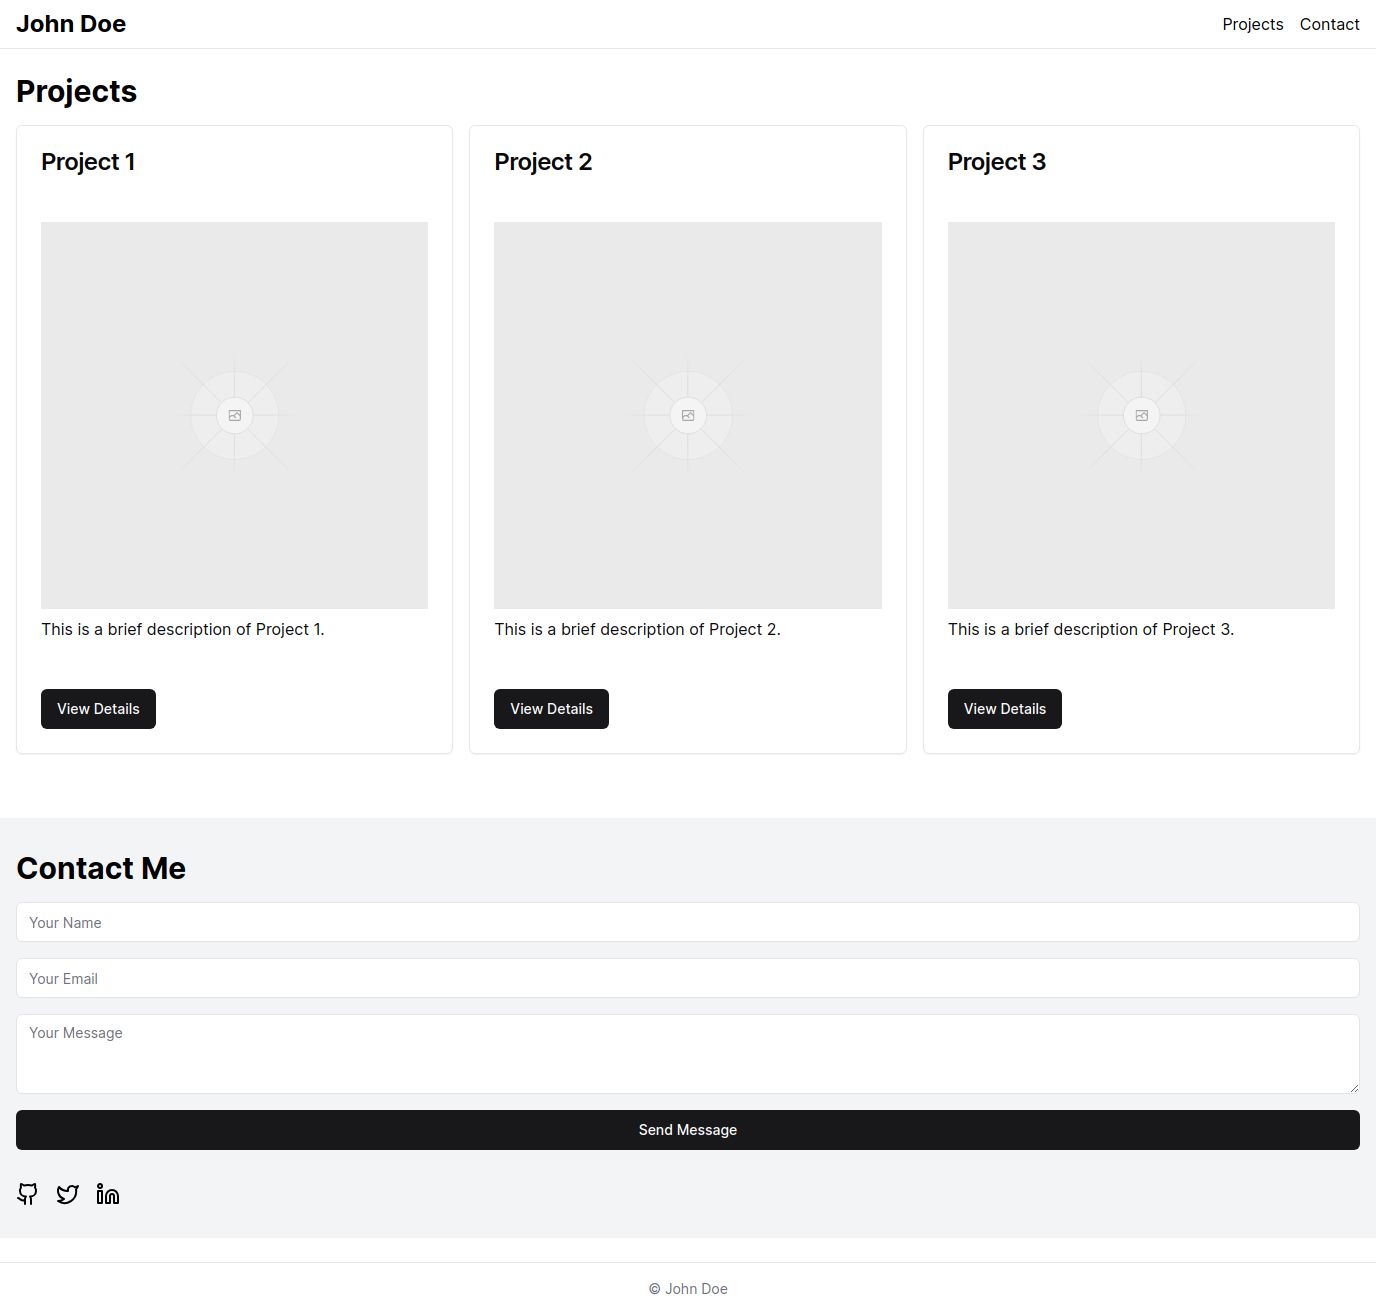 John Doe
Projects Contact
Projects
Project 1
This is a brief description of Project 1.
View Details
Project 2
This is a brief description of Project 2.
View Details
Project 3
This is a brief description of Project 3.
View Details
Contact Me
Your Name
Your Email
Your Message
Send Message
© John Doe